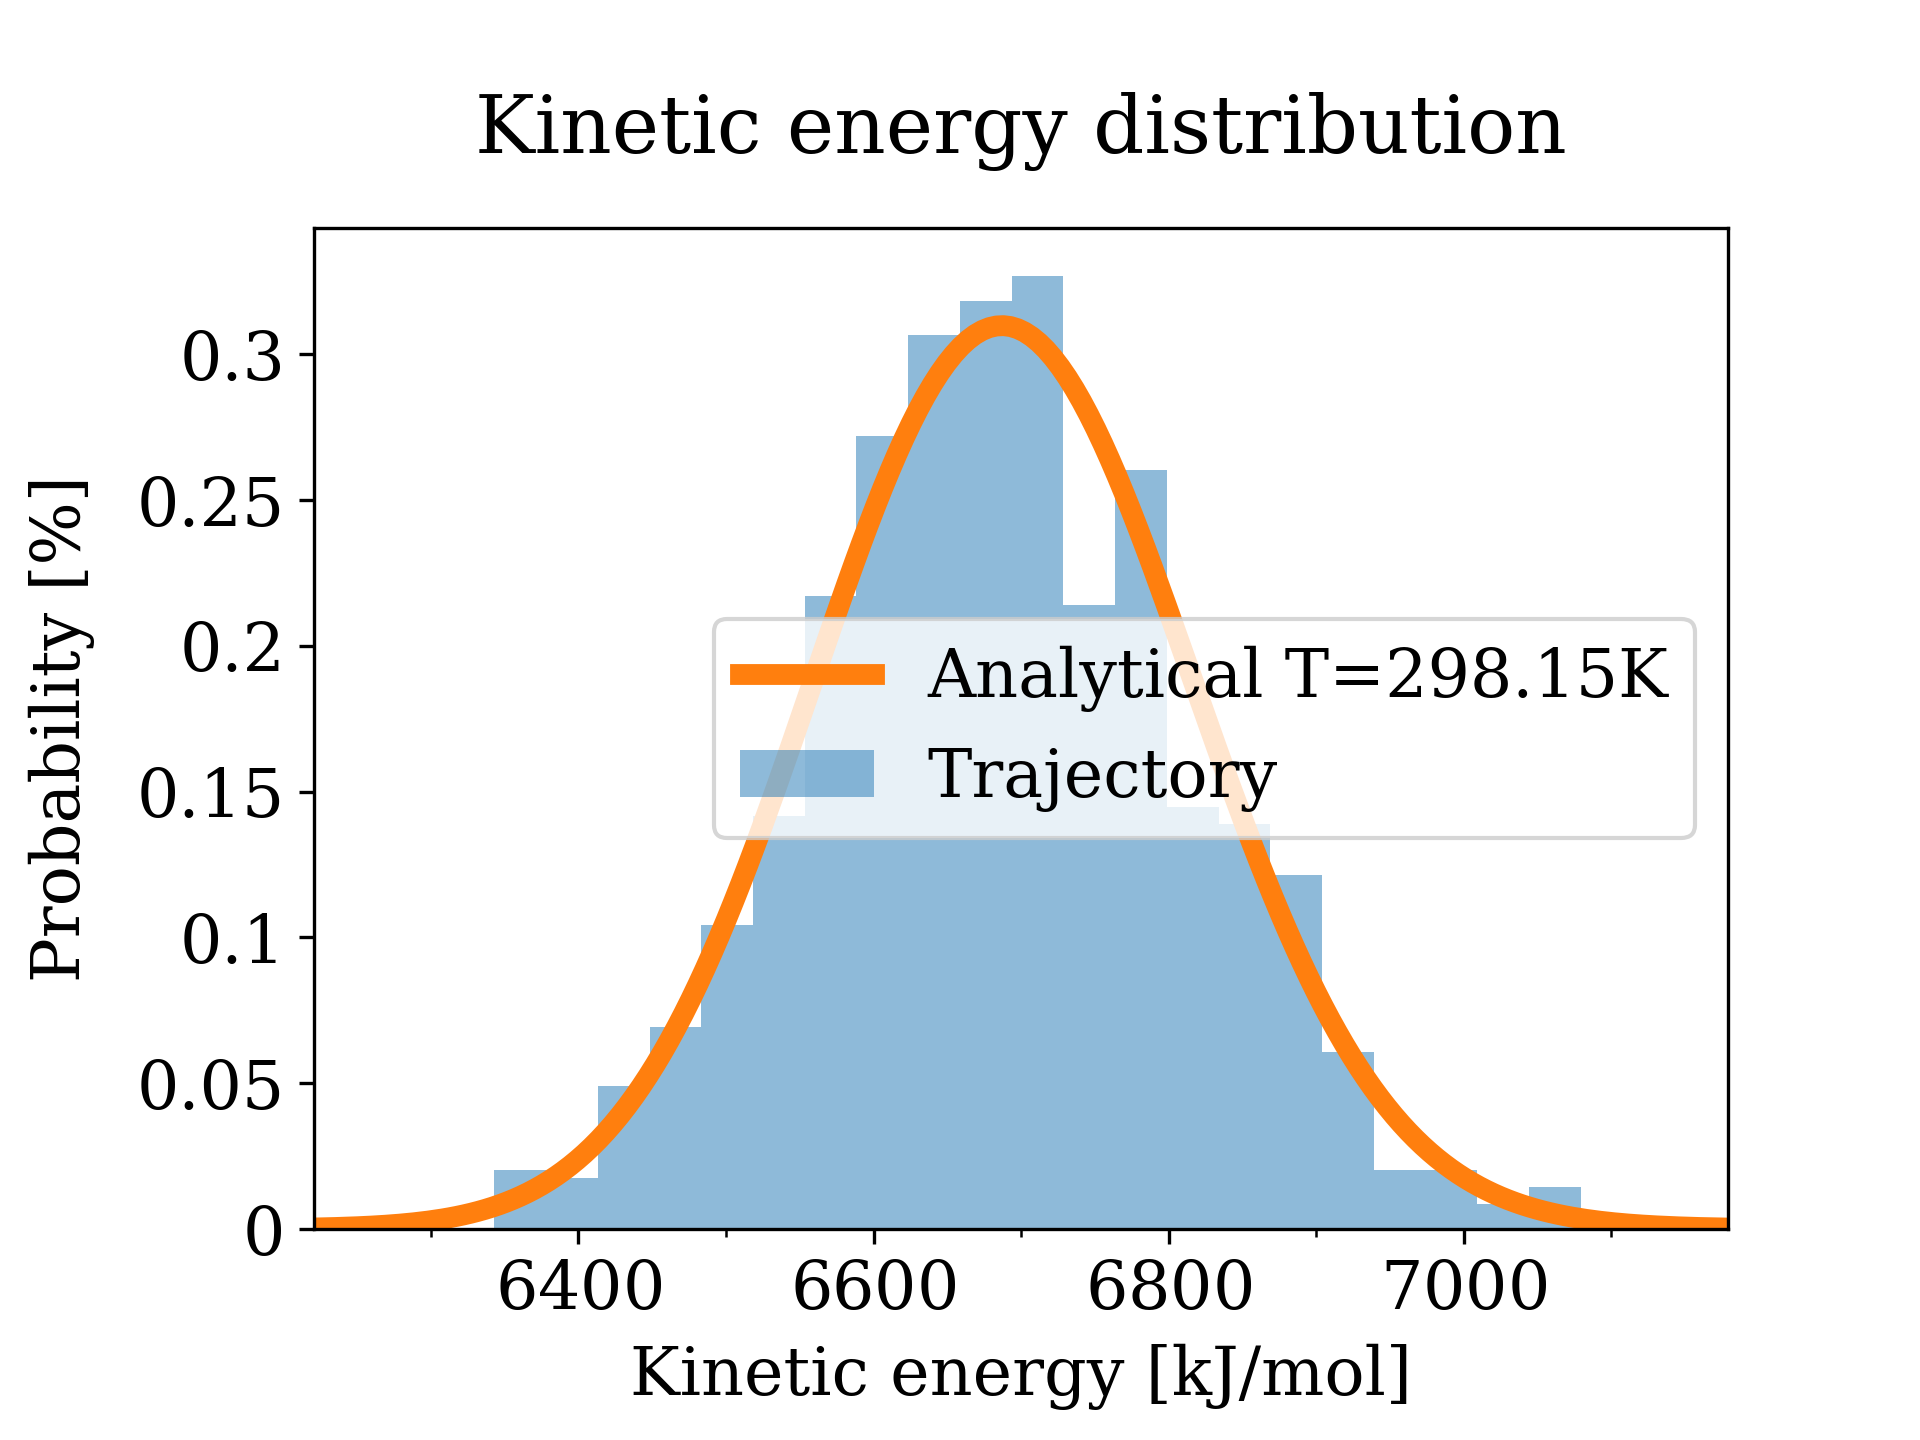 Kinetic energy distribution
Probability [%]
0.3
0.25
0.2
0.15
0.1
0.05
0
Analytical T=298.15K
Trajectory
6400 6600 6800 7000
Kinetic energy [kJ/mol]